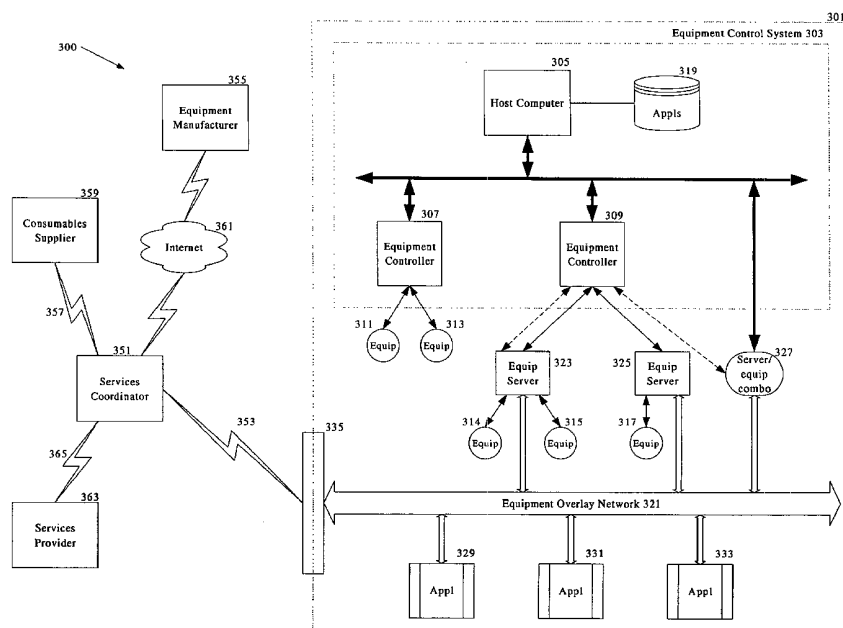 301
Equipment Control System 303
300
355
Equipment
Manufacturer
305
Host Computer
319
Appls
359
Consumables
Supplier
361
Internet
307
Equipment
Controller
309
Equipment
Controller
357
311
Equip
313
Equip
351
Services
Coordinator
Equip
Server
323
325
Equip
Server
327
Server/
equip
combo
353
335
314
Equip
315
Equip
317
Equip
365
363
Services
Provider
Equipment Overlay Network 321
329
Appl
331
Appl
333
Appl